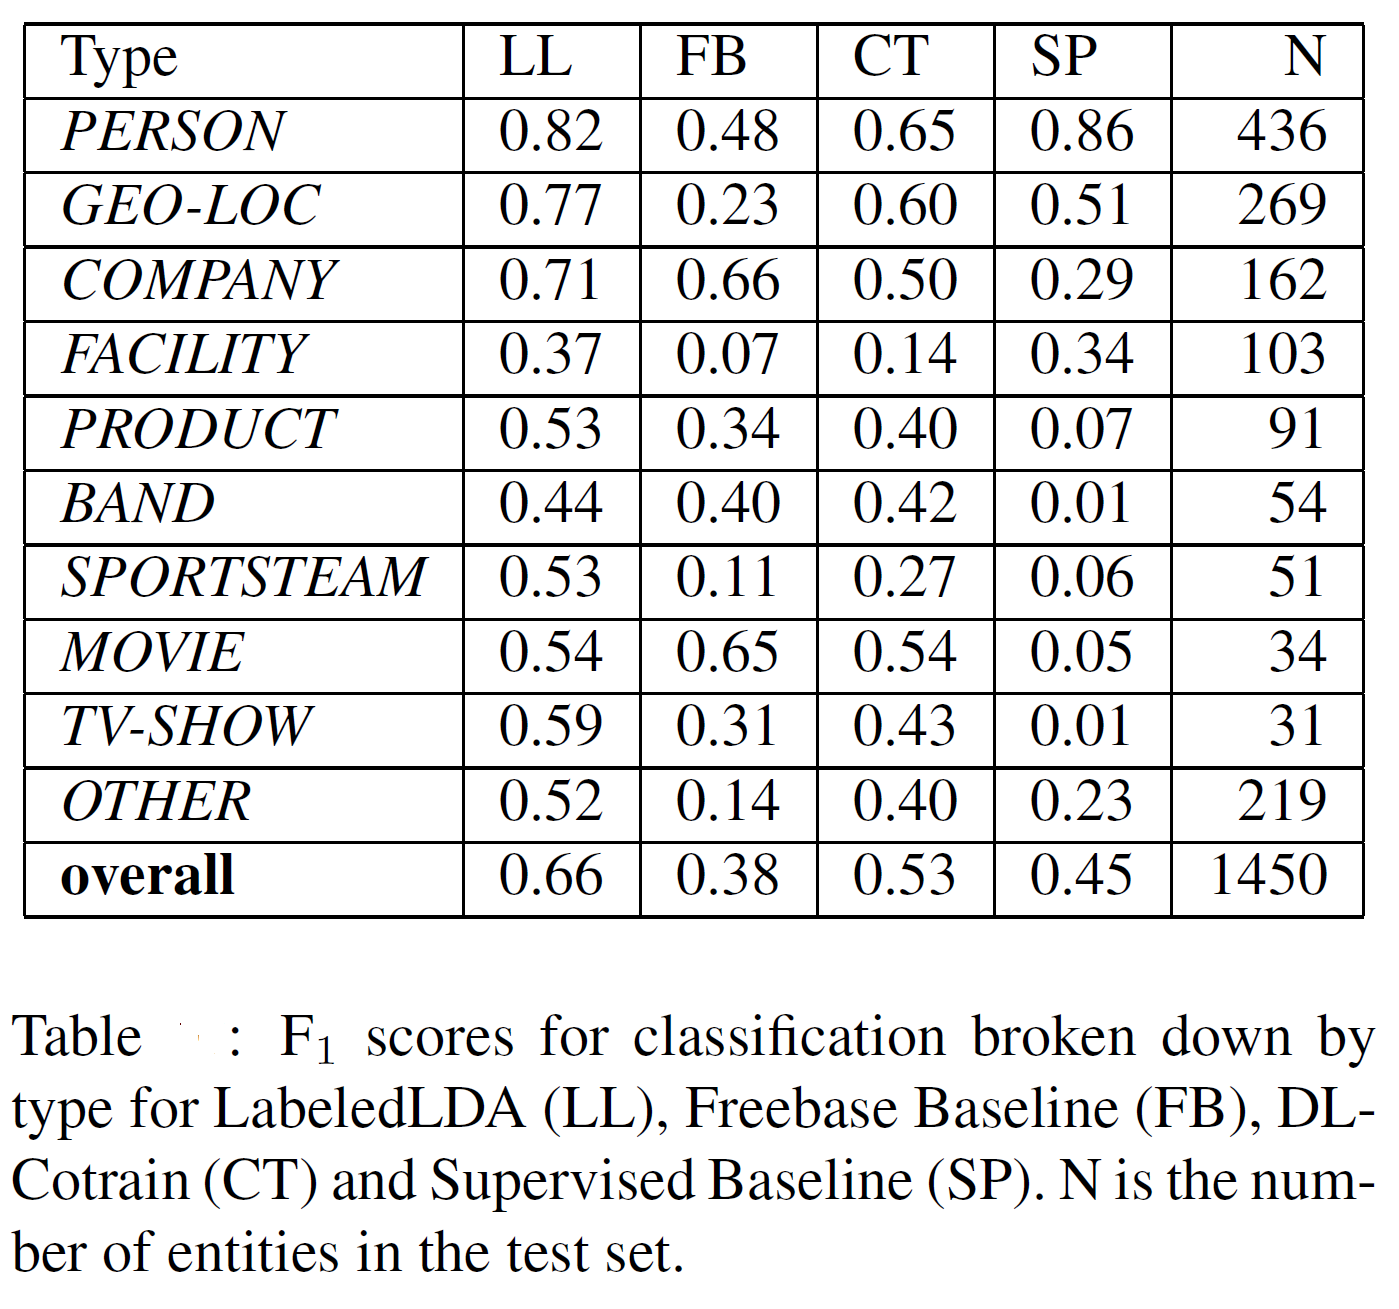 Type LL FB CT SP N
PERSON 0.82 0.48 0.65 0.86 436
GEO-LOC 0.77 0.23 0.60 0.51 269
COMPANY 0.71 0.66 0.50 0.29 162
FACILITY 0.37 0.07 0.14 0.34 103
PRODUCT 0.53 0.34 0.40 0.07 91
BAND 0.44 0.40 0.42 0.01 54
SPORTSTEAM 0.53 0.11 0.27 0.06 51
MOVIE 0.54 0.65 0.54 0.05 34
TV-SHOW 0.59 0.31 0.43 0.01 31
OTHER 0.52 0.14 0.40 0.23 219
overall 0.66 0.38 0.53 0.45 1450
Table : F₁ scores for classification broken down by
type for LabeledLDA (LL), Freebase Baseline (FB), DL-
Cotrain (CT) and Supervised Baseline (SP). N is the num-
ber of entities in the test set.